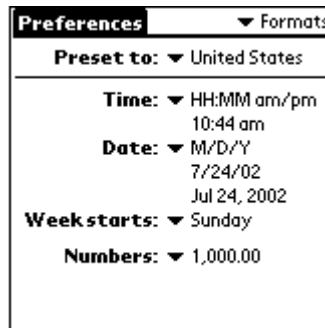 Preferences ▼ Formats
Preset to: ▼ United States
Time: ▼ HH:MM am/pm
10:44 am
Date: ▼ M/D/Y
7/24/02
Jul 24, 2002
Week starts: ▼ Sunday
Numbers: ▼ 1,000.00